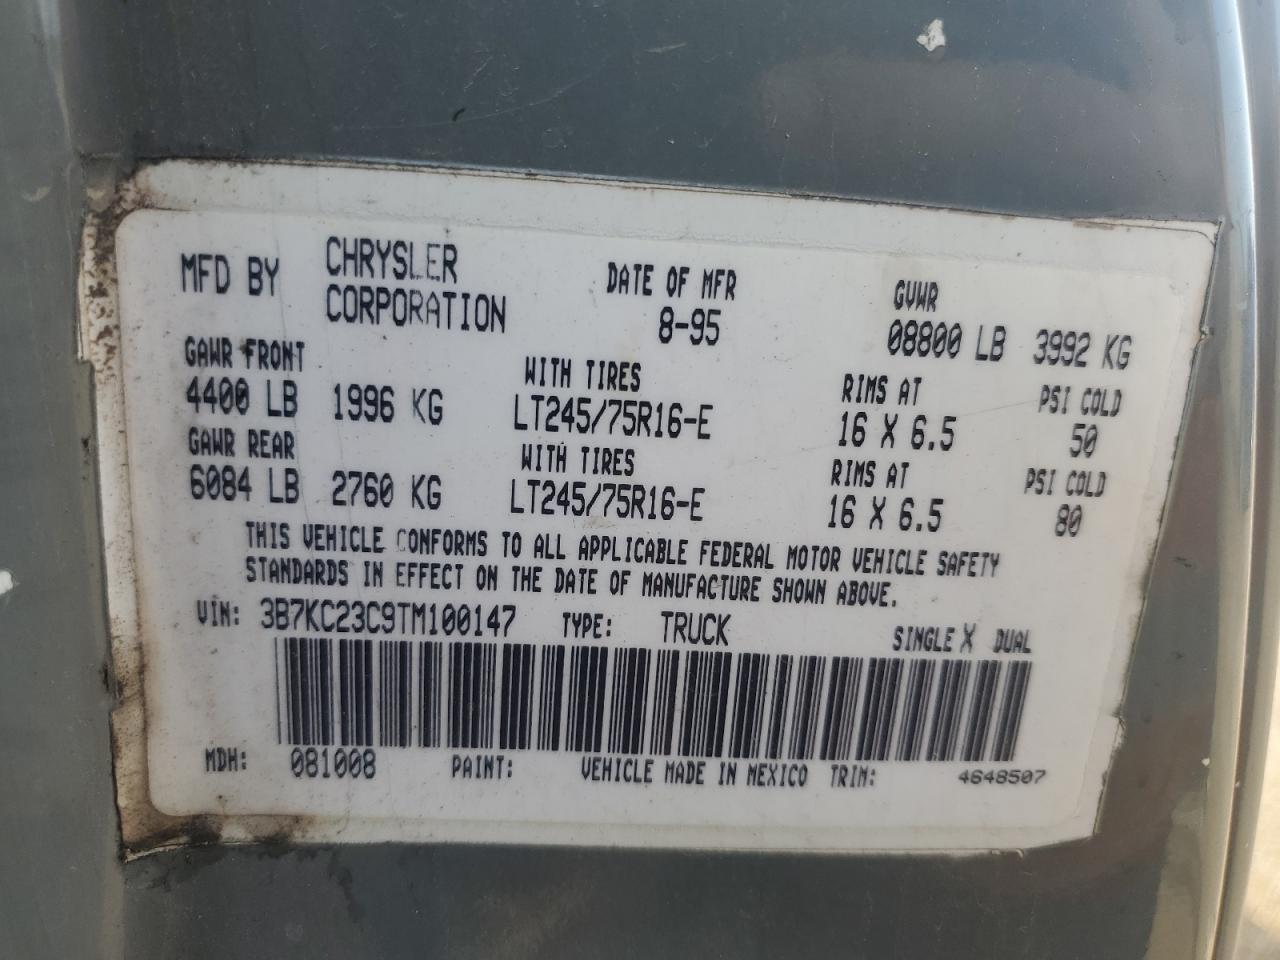 MFD BY CHRYSLER CORPORATION DATE OF MFR 8-95 GVWR 08800 LB 3992 KG
GAWR FRONT WITH TIRES RIMS AT PSI COLD
4400 LB 1996 KG LT245/75R16-E 16 X 6.5 50
GAWR REAR WITH TIRES RIMS AT PSI COLD
6084 LB 2760 KG LT245/75R16-E 16 X 6.5 80
THIS VEHICLE CONFORMS TO ALL APPLICABLE FEDERAL MOTOR VEHICLE SAFETY
STANDARDS IN EFFECT ON THE DATE OF MANUFACTURE SHOWN ABOVE.
VIN: 3B7KC23C9TM100147 TYPE: TRUCK SINGLE X DUAL
MDH: 081008 PAINT: VEHICLE MADE IN MEXICO TRIM: 4648507